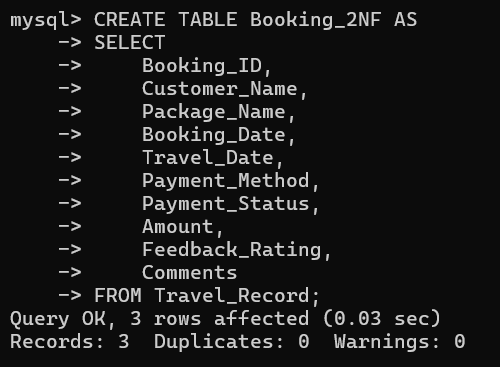 mysql> CREATE TABLE Booking_2NF AS
    -> SELECT
    ->     Booking_ID,
    ->     Customer_Name,
    ->     Package_Name,
    ->     Booking_Date,
    ->     Travel_Date,
    ->     Payment_Method,
    ->     Payment_Status,
    ->     Amount,
    ->     Feedback_Rating,
    ->     Comments
    -> FROM Travel_Record;
Query OK, 3 rows affected (0.03 sec)
Records: 3  Duplicates: 0  Warnings: 0